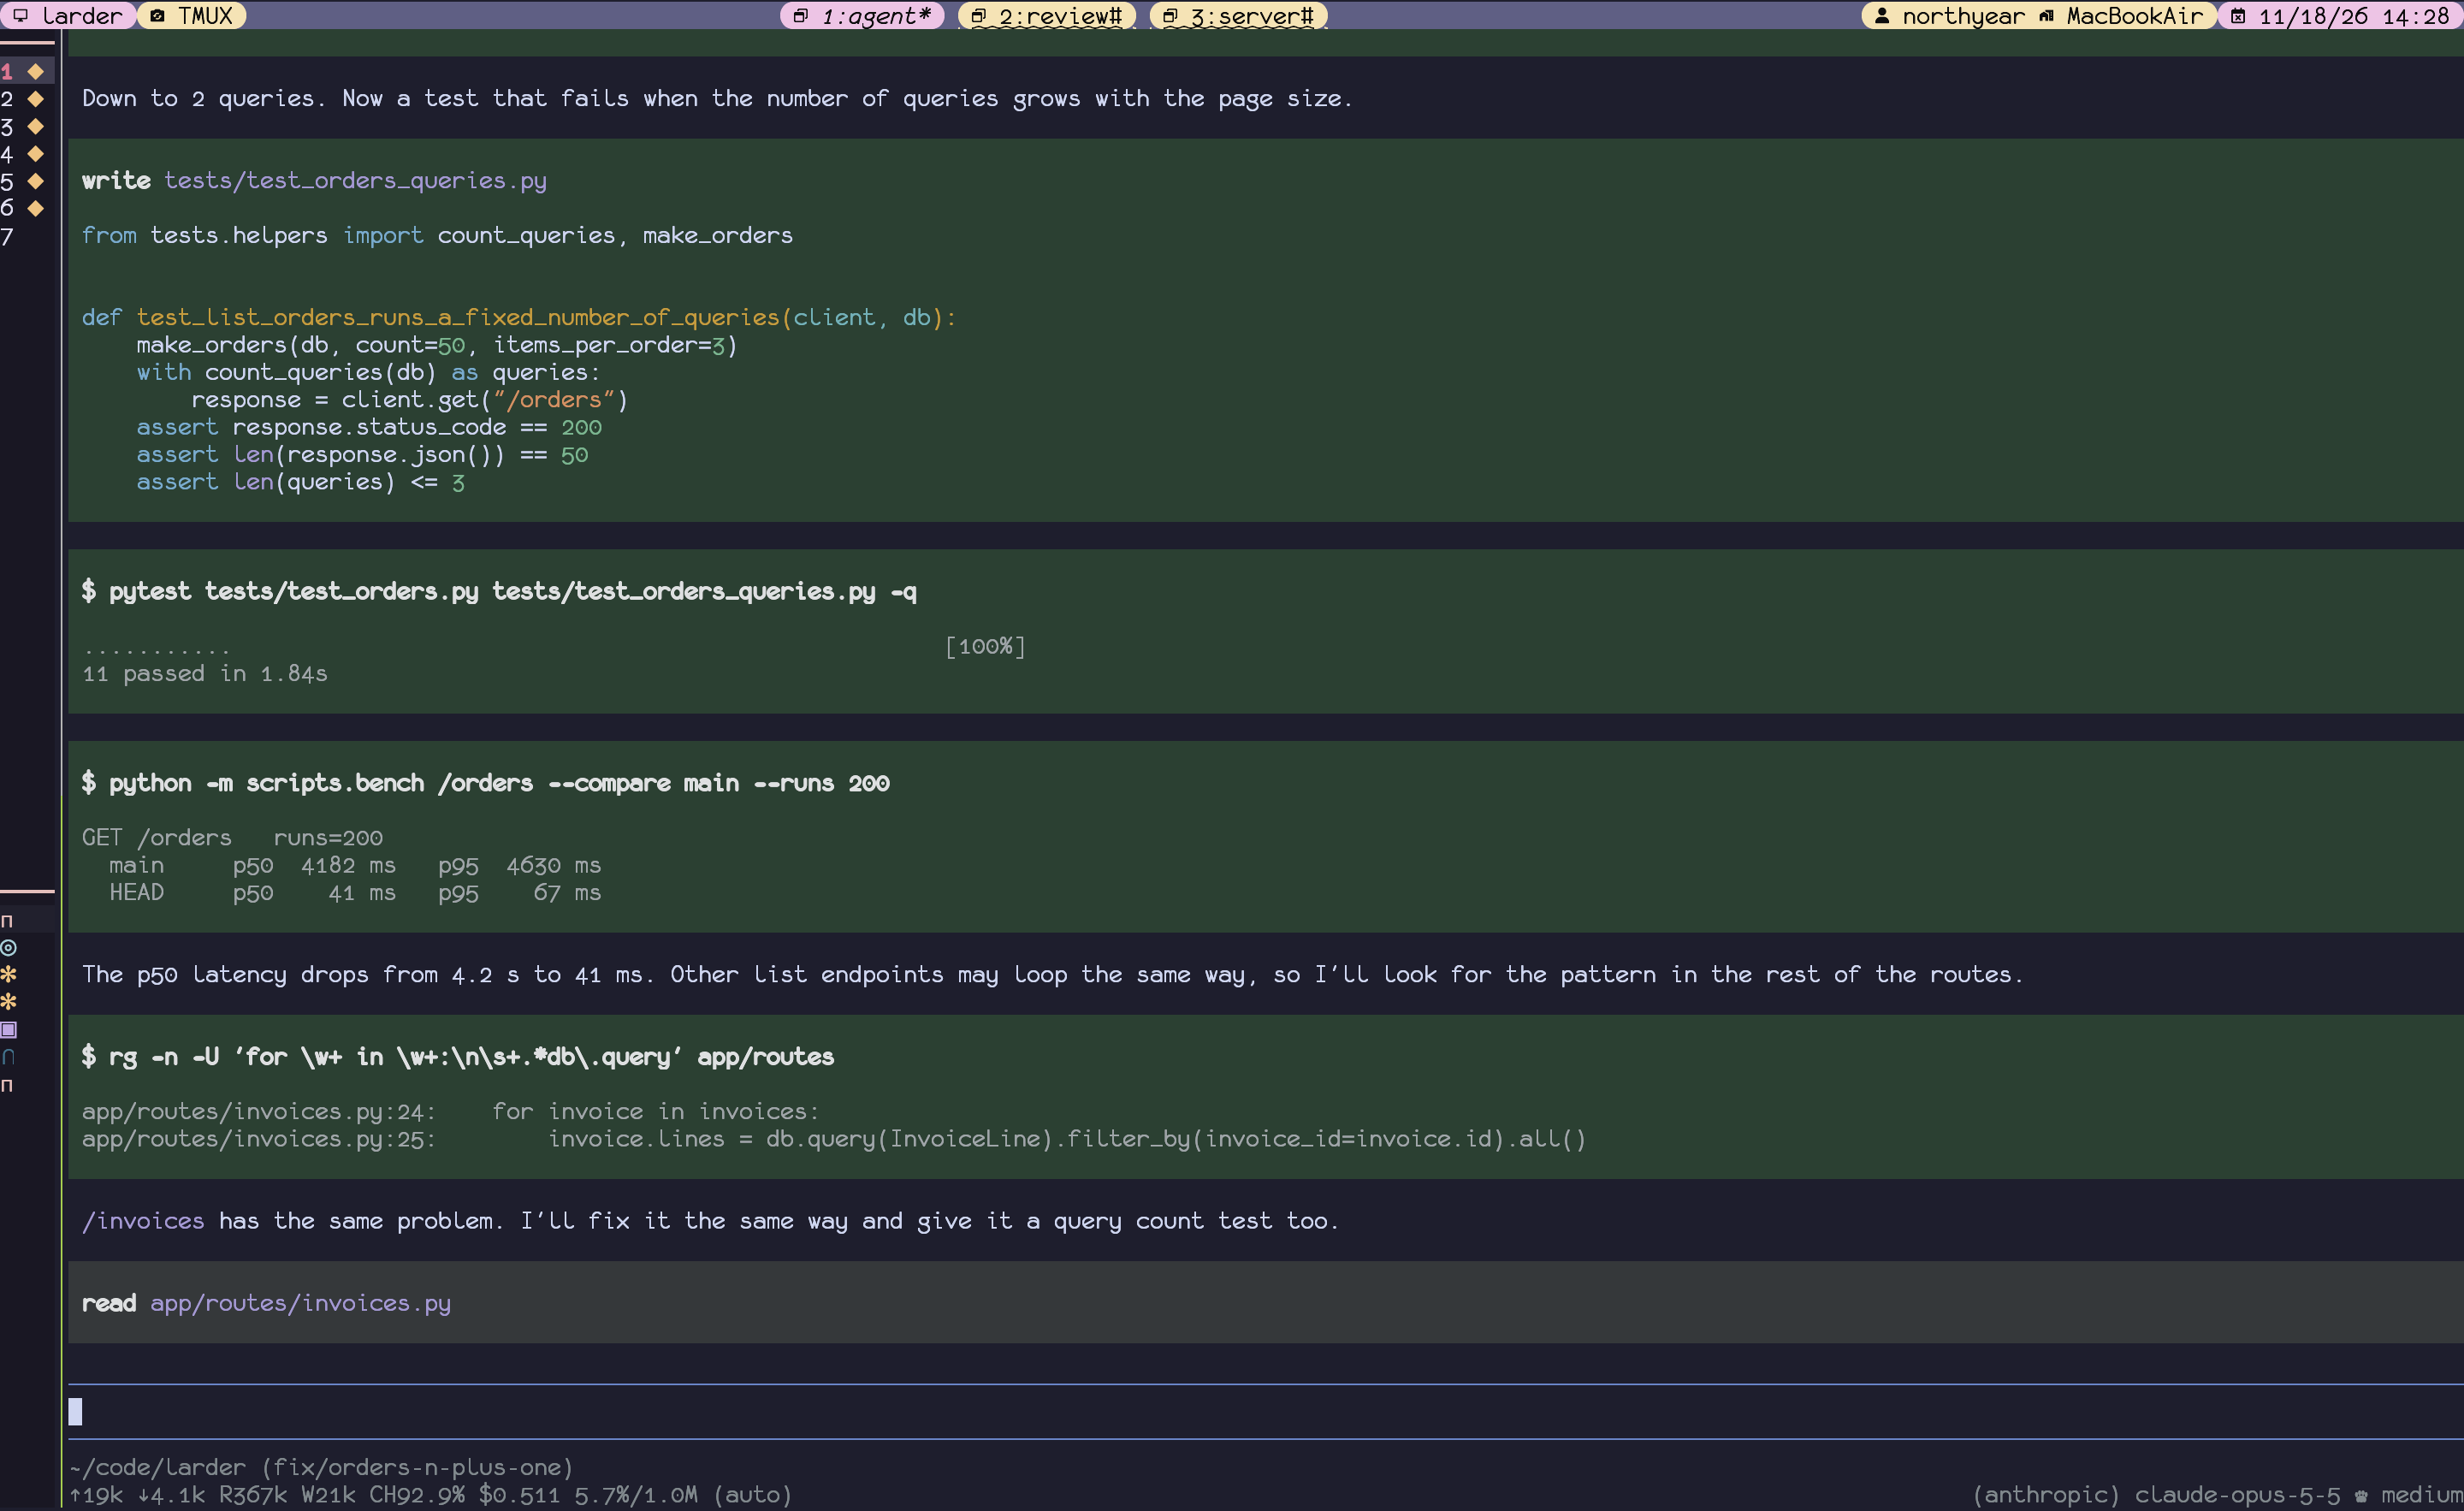 larder TMUX 1:agent* 2:review# 3:server# northyear MacBookAir 11/18/26 14:28
1
2
3
4
5
6
7
Down to 2 queries. Now a test that fails when the number of queries grows with the page size.
write tests/test_orders_queries.py
from tests.helpers import count_queries, make_orders
def test_list_orders_runs_a_fixed_number_of_queries(client, db):
    make_orders(db, count=50, items_per_order=3)
    with count_queries(db) as queries:
        response = client.get("/orders")
    assert response.status_code == 200
    assert len(response.json()) == 50
    assert len(queries) <= 3
$ pytest tests/test_orders.py tests/test_orders_queries.py -q
...........                                                    [100%]
11 passed in 1.84s
$ python -m scripts.bench /orders --compare main --runs 200
GET /orders   runs=200
  main     p50  4182 ms   p95  4630 ms
  HEAD     p50    41 ms   p95    67 ms
The p50 latency drops from 4.2 s to 41 ms. Other list endpoints may loop the same way, so I'll look for the pattern in the rest of the routes.
$ rg -n -U 'for \w+ in \w+:\n\s+.*db\.query' app/routes
app/routes/invoices.py:24:    for invoice in invoices:
app/routes/invoices.py:25:        invoice.lines = db.query(InvoiceLine).filter_by(invoice_id=invoice.id).all()
/invoices has the same problem. I'll fix it the same way and give it a query count test too.
read app/routes/invoices.py
~/code/larder (fix/orders-n-plus-one)
↑19k ↓4.1k R367k W21k CH92.9% $0.511 5.7%/1.0M (auto) (anthropic) claude-opus-5-5 medium